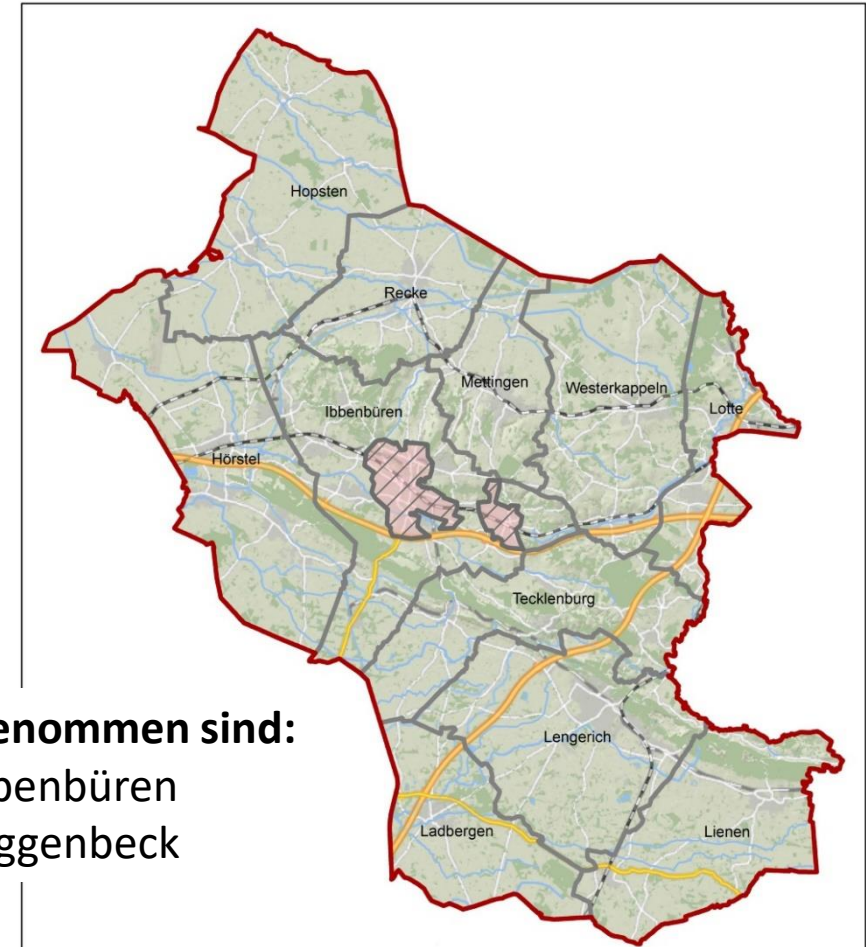 Hopsten
Recke
Mettingen
Westerkappeln
Ibbenbüren
Lotte
Hörstel
Tecklenburg
enommen sind:
Lengerich
benbüren
ggenbeck
Ladbergen
Lienen